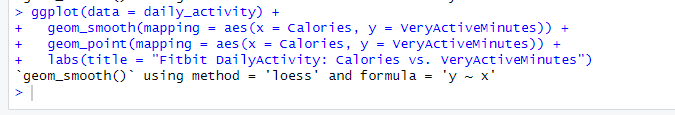 > ggplot(data = daily_activity) +
+   geom_smooth(mapping = aes(x = Calories, y = VeryActiveMinutes)) +
+   geom_point(mapping = aes(x = Calories, y = VeryActiveMinutes)) +
+   labs(title = "Fitbit DailyActivity: Calories vs. VeryActiveMinutes")
`geom_smooth()` using method = 'loess' and formula = 'y ~ x'
>